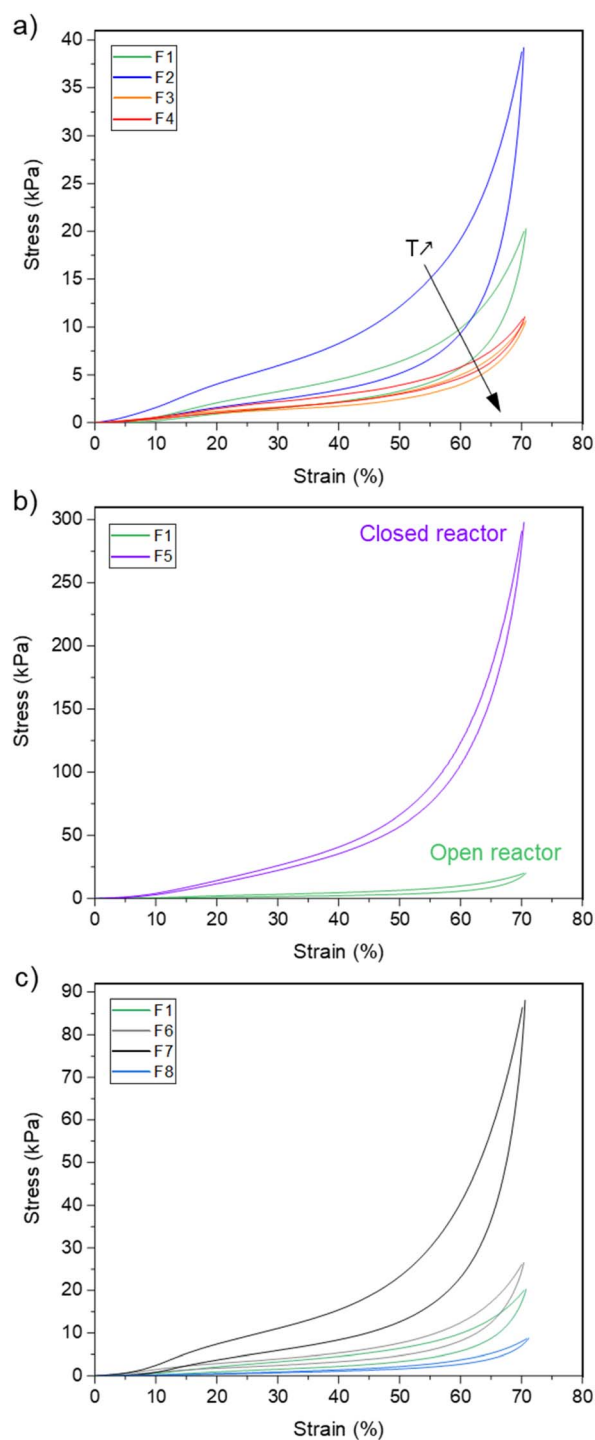 a)
40
35
30
25
20
15
10
5
0
Stress (kPa)
F1
F2
F3
F4
T↗
0 10 20 30 40 50 60 70 80
Strain (%)
b)
300
250
200
150
100
50
0
Stress (kPa)
F1
F5
Closed reactor
Open reactor
0 10 20 30 40 50 60 70 80
Strain (%)
c)
90
80
70
60
50
40
30
20
10
0
Stress (kPa)
F1
F6
F7
F8
0 10 20 30 40 50 60 70 80
Strain (%)